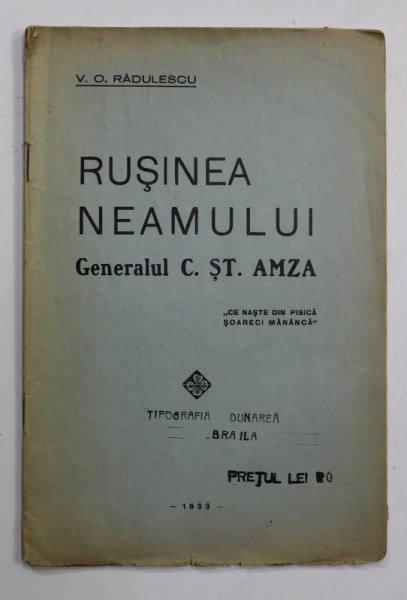 V. O. RĂDULESCU
RUŞINEA
NEAMULUI
Generalul C. ŞT. AMZA
„CE NAŞTE DIN PISICĂ
ŞOARECI MĂNÂNCĂ“
TIPOGRAFIA DUNAREA
BRAILA
PREŢUL LEI
— 1933 —